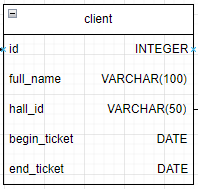 client
id INTEGER
full_name VARCHAR(100)
hall_id VARCHAR(50)
begin_ticket DATE
end_ticket DATE